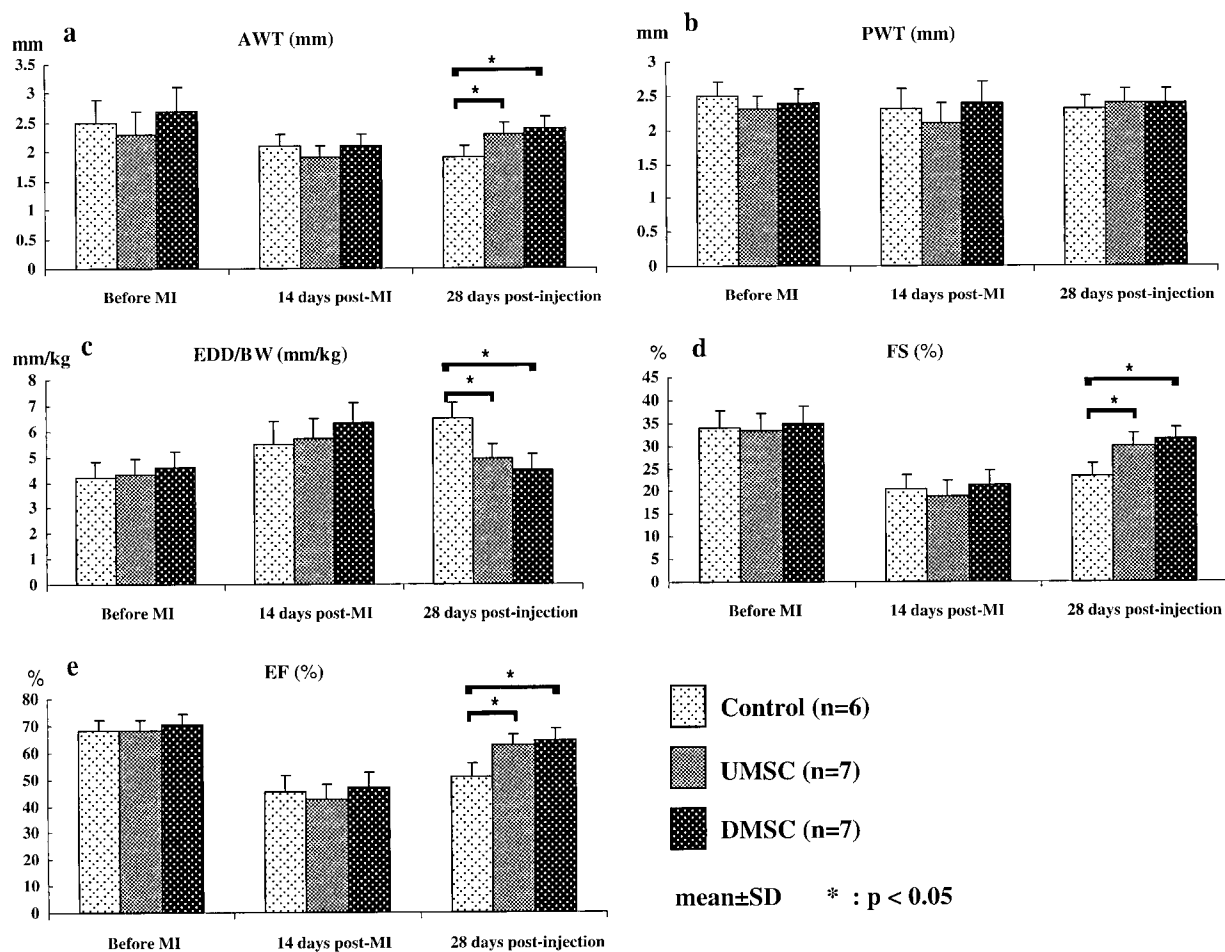 a
AWT (mm)
mm
3.5
3
2.5
2
1.5
1
0.5
0
*
*
Before MI
14 days post-MI
28 days post-injection
b
PWT (mm)
mm
3
2.5
2
1.5
1
0.5
0
Before MI
14 days post-MI
28 days post-injection
c
EDD/BW (mm/kg)
mm/kg
8
7
6
5
4
3
2
1
0
*
*
Before MI
14 days post-MI
28 days post-injection
d
FS (%)
%
45
40
35
30
25
20
15
10
5
0
*
*
Before MI
14 days post-MI
28 days post-injection
e
EF (%)
%
80
70
60
50
40
30
20
10
0
*
*
Before MI
14 days post-MI
28 days post-injection
Control (n=6)
UMSC (n=7)
DMSC (n=7)
mean±SD * : p < 0.05